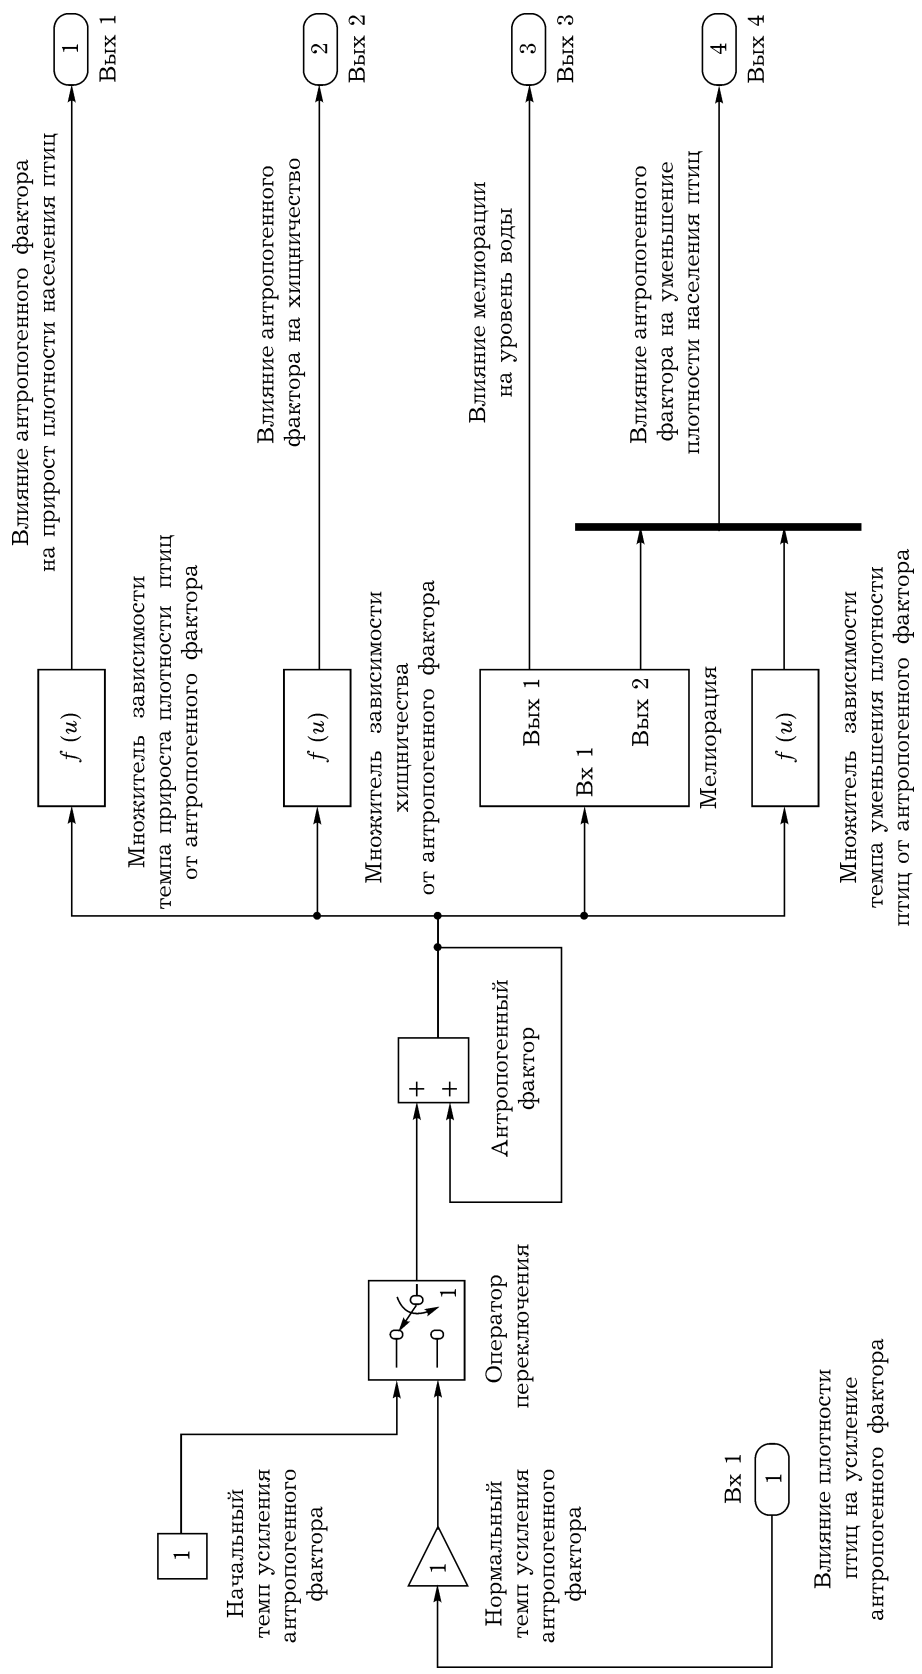 1
Начальный
темп усиления
антропогенного
фактора
1
Нормальный
темп усиления
антропогенного
фактора
Вх 1
1
Влияние плотности
птиц на усиление
антропогенного фактора
1
Оператор
переключения
+
+
Антропогенный
фактор
f (u)
Множитель зависимости
темпа прироста плотности птиц
от антропогенного фактора
f (u)
Множитель зависимости
хищничества
от антропогенного фактора
Вых 1
Вх 1
Вых 2
Мелиорация
f (u)
Множитель зависимости
темпа уменьшения плотности
птиц от антропогенного фактора
Влияние антропогенного фактора
на прирост плотности населения птиц
1
Вых 1
Влияние антропогенного
фактора на хищничество
2
Вых 2
Влияние мелиорации
на уровень воды
3
Вых 3
Влияние антропогенного
фактора на уменьшение
плотности населения птиц
4
Вых 4